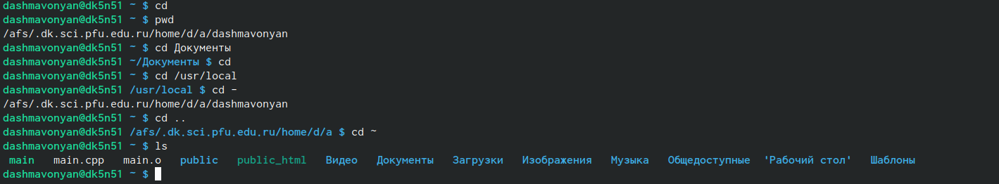 dashmavonyan@dk5n51 ~ $ cd
dashmavonyan@dk5n51 ~ $ pwd
/afs/.dk.sci.pfu.edu.ru/home/d/a/dashmavonyan
dashmavonyan@dk5n51 ~ $ cd Документы
dashmavonyan@dk5n51 ~/Документы $ cd
dashmavonyan@dk5n51 ~ $ cd /usr/local
dashmavonyan@dk5n51 /usr/local $ cd -
/afs/.dk.sci.pfu.edu.ru/home/d/a/dashmavonyan
dashmavonyan@dk5n51 ~ $ cd ..
dashmavonyan@dk5n51 /afs/.dk.sci.pfu.edu.ru/home/d/a $ cd ~
dashmavonyan@dk5n51 ~ $ ls
main main.cpp main.o public public_html Видео Документы Загрузки Изображения Музыка Общедоступные 'Рабочий стол' Шаблоны
dashmavonyan@dk5n51 ~ $